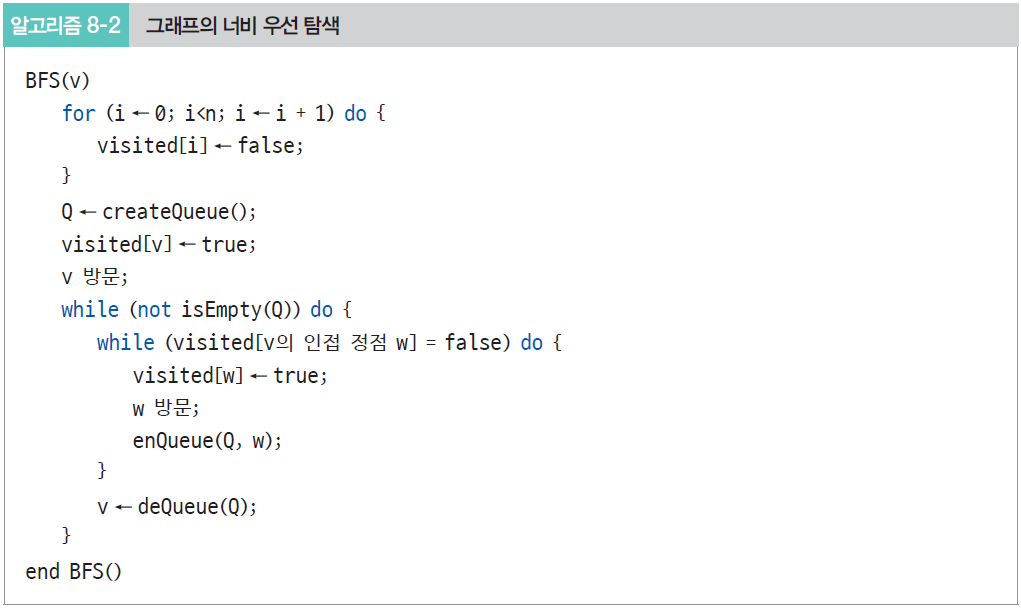 알고리즘 8-2 그래프의 너비 우선 탐색
BFS(v)
for (i ← 0; i<n; i ← i + 1) do {
visited[i] ← false;
}
Q ← createQueue();
visited[v] ← true;
v 방문;
while (not isEmpty(Q)) do {
while (visited[v의 인접 정점 w] = false) do {
visited[w] ← true;
w 방문;
enQueue(Q, w);
}
v ← deQueue(Q);
}
end BFS()